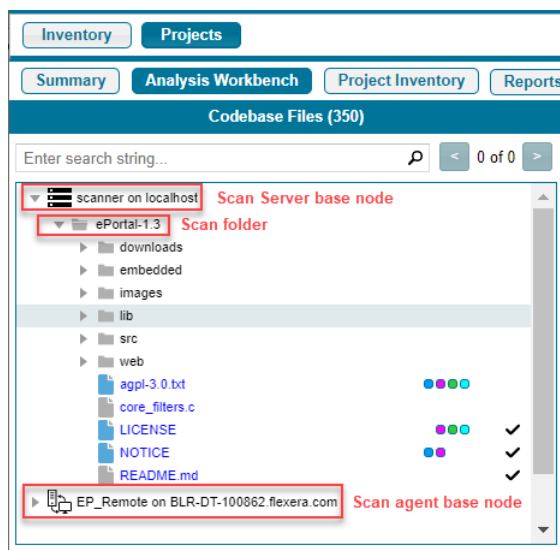 Inventory Projects
Summary Analysis Workbench Project Inventory Reports
Codebase Files (350)
Enter search string... < 0 of 0 >
scanner on localhost Scan Server base node
ePortal-1.3 Scan folder
downloads
embedded
images
lib
src
web
agpl-3.0.txt
core_filters.c
LICENSE
NOTICE
README.md
EP_Remote on BLR-DT-100862.flexera.com Scan agent base node